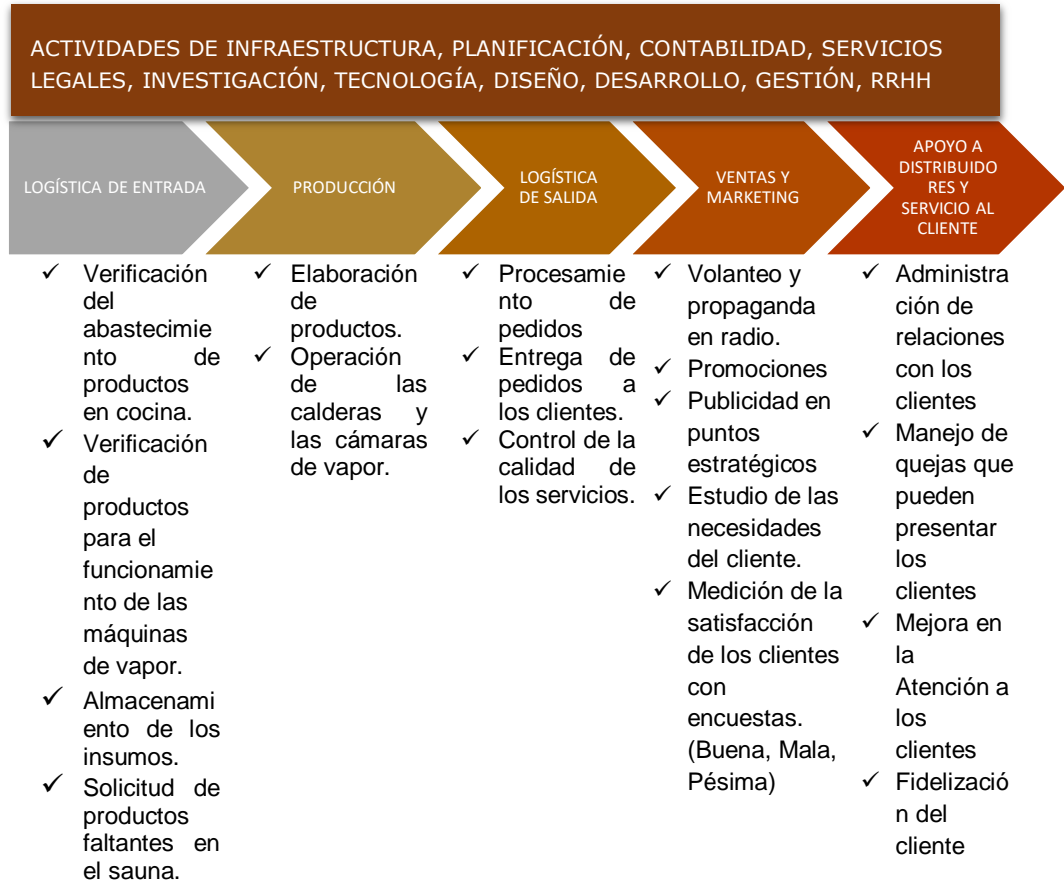 ACTIVIDADES DE INFRAESTRUCTURA, PLANIFICACIÓN, CONTABILIDAD, SERVICIOS
LEGALES, INVESTIGACIÓN, TECNOLOGÍA, DISEÑO, DESARROLLO, GESTIÓN, RRHH
LOGÍSTICA DE ENTRADA
PRODUCCIÓN
LOGÍSTICA
DE SALIDA
VENTAS Y
MARKETING
APOYO A
DISTRIBUIDO
RES Y
SERVICIO AL
CLIENTE
✓ Verificación
del
abastecimie
nto de
productos
en cocina.
✓ Verificación
de
productos
para el
funcionamie
nto de las
máquinas
de vapor.
✓ Almacenami
ento de los
insumos.
✓ Solicitud de
productos
faltantes en
el sauna.
✓ Elaboración
de
productos.
✓ Operación
de las
calderas y
las cámaras
de vapor.
✓ Procesamie
nto de
pedidos
✓ Entrega de
pedidos a
los clientes.
✓ Control de la
calidad de
los servicios.
✓ Volanteo y
propaganda
en radio.
✓ Promociones
✓ Publicidad en
puntos
estratégicos
✓ Estudio de las
necesidades
del cliente.
✓ Medición de la
satisfacción
de los clientes
con
encuestas.
(Buena, Mala,
Pésima)
✓ Administra
ción de
relaciones
con los
clientes
✓ Manejo de
quejas que
pueden
presentar
los
clientes
✓ Mejora en
la
Atención a
los
clientes
✓ Fidelizació
n del
cliente